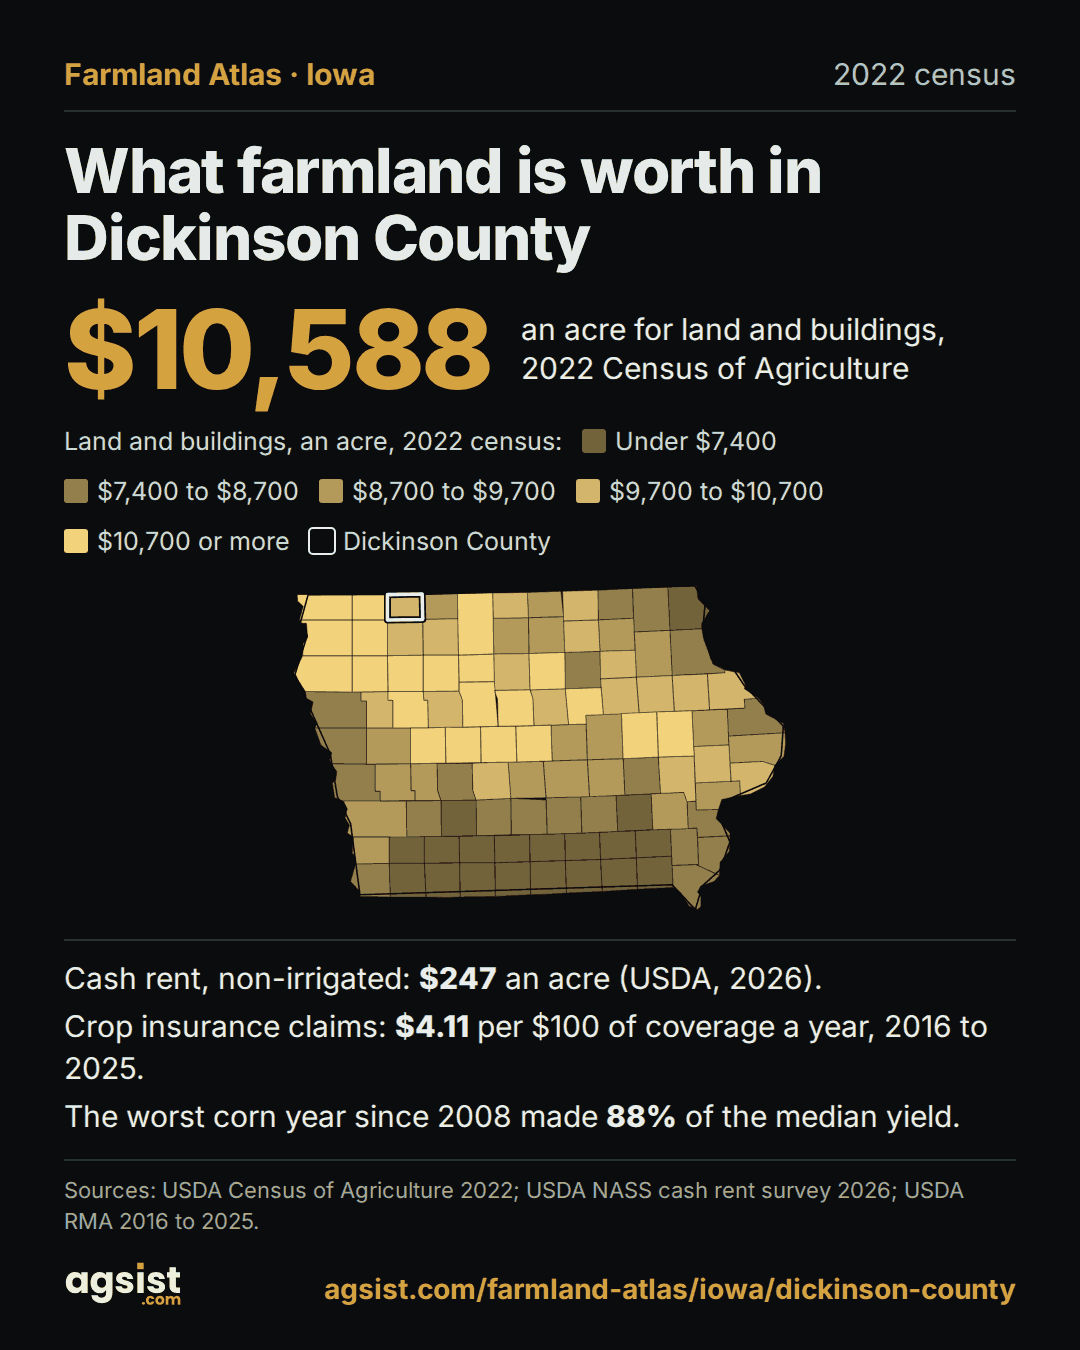 Farmland Atlas · Iowa
2022 census
What farmland is worth in
Dickinson County
$10,588
an acre for land and buildings,
2022 Census of Agriculture
Land and buildings, an acre, 2022 census: Under $7,400
$7,400 to $8,700 $8,700 to $9,700 $9,700 to $10,700
$10,700 or more Dickinson County
Cash rent, non-irrigated: $247 an acre (USDA, 2026).
Crop insurance claims: $4.11 per $100 of coverage a year, 2016 to
2025.
The worst corn year since 2008 made 88% of the median yield.
Sources: USDA Census of Agriculture 2022; USDA NASS cash rent survey 2026; USDA
RMA 2016 to 2025.
agsist
.com
agsist.com/farmland-atlas/iowa/dickinson-county